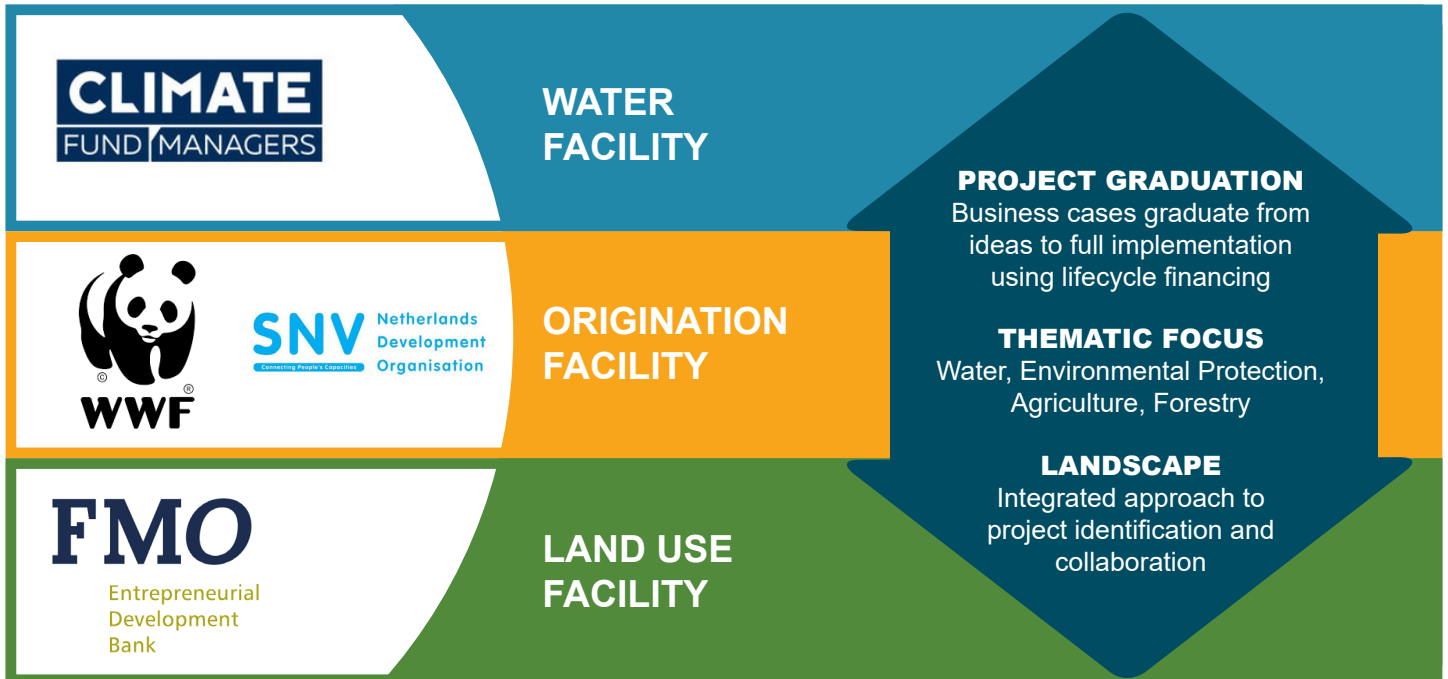 CLIMATE
FUND MANAGERS
WATER
FACILITY
©
®
WWF
SNV
Connecting People's Capacities
Netherlands
Development
Organisation
ORIGINATION
FACILITY
FMO
Entrepreneurial
Development
Bank
LAND USE
FACILITY
PROJECT GRADUATION
Business cases graduate from
ideas to full implementation
using lifecycle financing
THEMATIC FOCUS
Water, Environmental Protection,
Agriculture, Forestry
LANDSCAPE
Integrated approach to
project identification and
collaboration